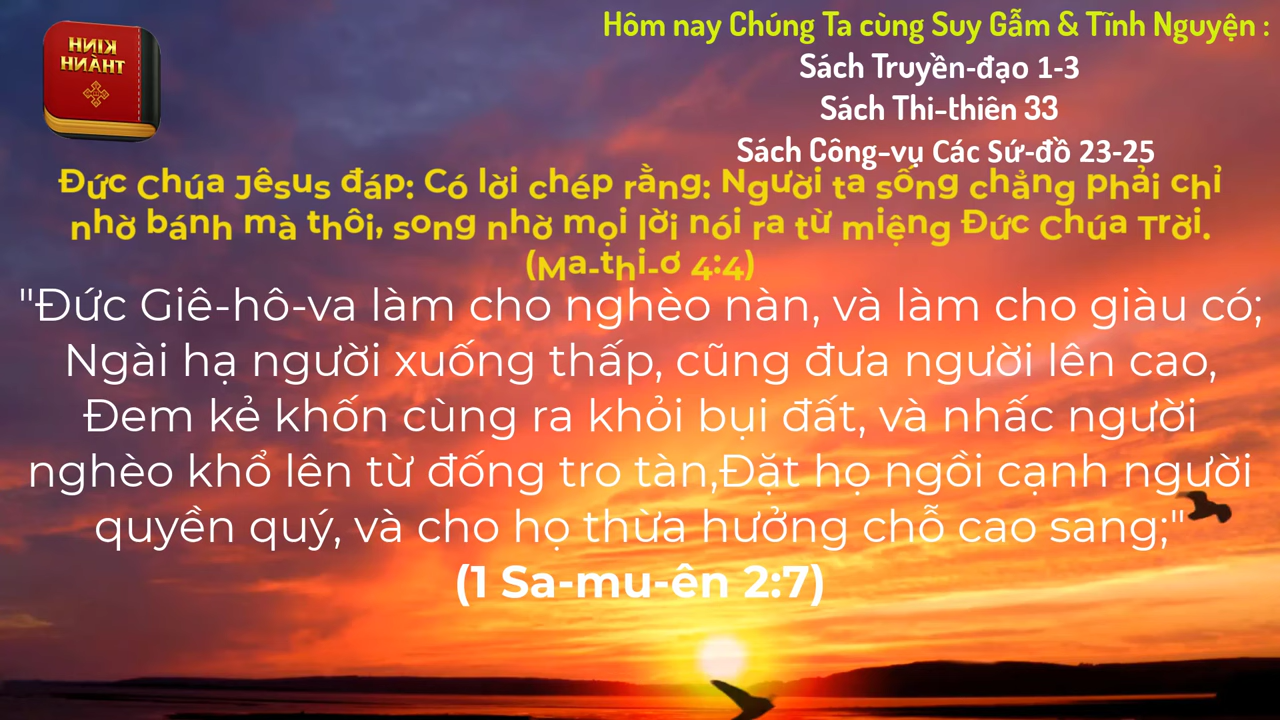 KINH
THÁNH
Hôm nay Chúng Ta cùng Suy Gẫm & Tĩnh Nguyện :
Sách Truyền-đạo 1-3
Sách Thi-thiên 33
Sách Công-vụ Các Sứ-đồ 23-25
Đức Chúa Jêsus đáp: Có lời chép rằng: Người ta sống chẳng phải chỉ
nhờ bánh mà thôi, song nhờ mọi lời nói ra từ miệng Đức Chúa Trời.
(Ma-thi-ơ 4:4)
"Đức Giê-hô-va làm cho nghèo nàn, và làm cho giàu có;
Ngài hạ người xuống thấp, cũng đưa người lên cao,
Đem kẻ khốn cùng ra khỏi bụi đất, và nhấc người
nghèo khổ lên từ đống tro tàn,Đặt họ ngồi cạnh người
quyền quý, và cho họ thừa hưởng chỗ cao sang;"
(1 Sa-mu-ên 2:7)